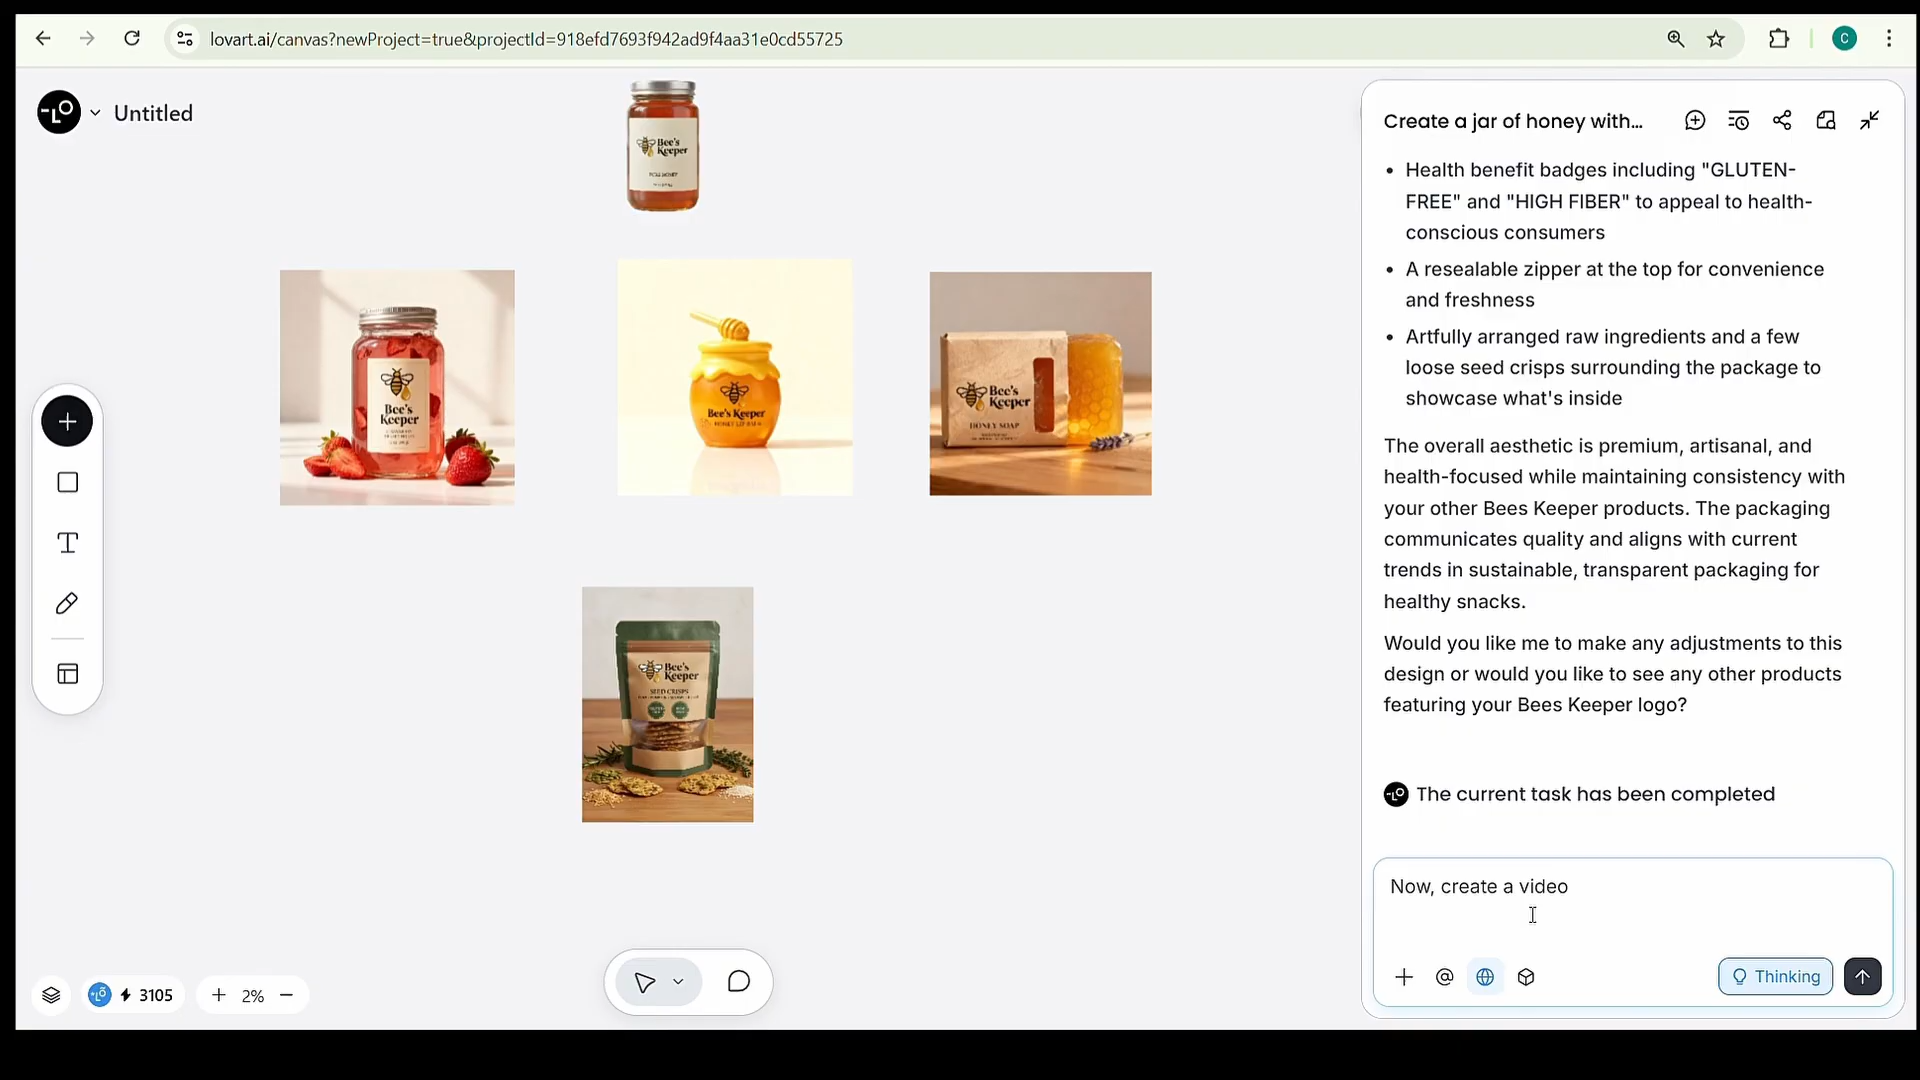 lovart.ai/canvas?newProject=true&projectId=918efd7693f942ad9f4aa31e0cd55725
C
Untitled
Bee's
Keeper
Bee's
Keeper
Bee's Keeper
HONEY LIP BALM
Bee's
Keeper
HONEY SOAP
Bee's
Keeper
SEED CRISPS
3105
2%
Create a jar of honey with...
• Health benefit badges including "GLUTEN-
FREE" and "HIGH FIBER" to appeal to health-
conscious consumers
• A resealable zipper at the top for convenience
and freshness
• Artfully arranged raw ingredients and a few
loose seed crisps surrounding the package to
showcase what's inside
The overall aesthetic is premium, artisanal, and
health-focused while maintaining consistency with
your other Bees Keeper products. The packaging
communicates quality and aligns with current
trends in sustainable, transparent packaging for
healthy snacks.
Would you like me to make any adjustments to this
design or would you like to see any other products
featuring your Bees Keeper logo?
The current task has been completed
Now, create a video
Thinking